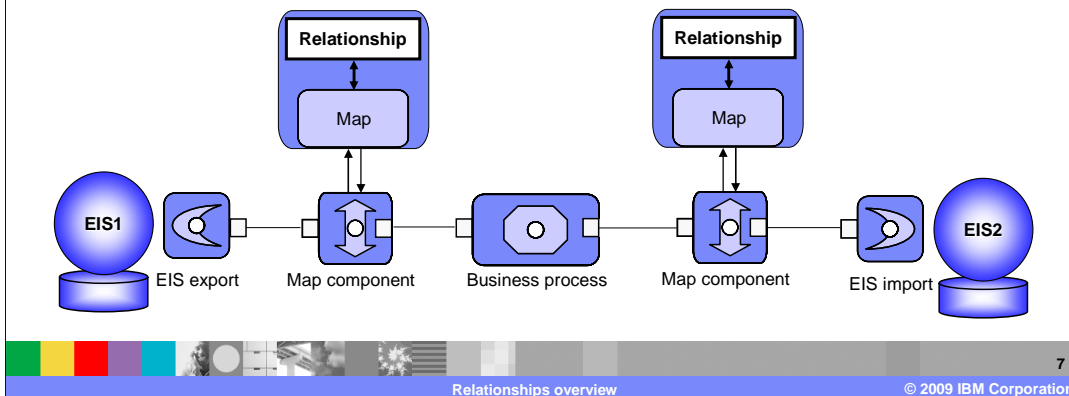 Relationship
Relationship
Map
Map
EIS1
EIS2
EIS export
Map component
Business process
Map component
EIS import
7
Relationships overview
© 2009 IBM Corporation